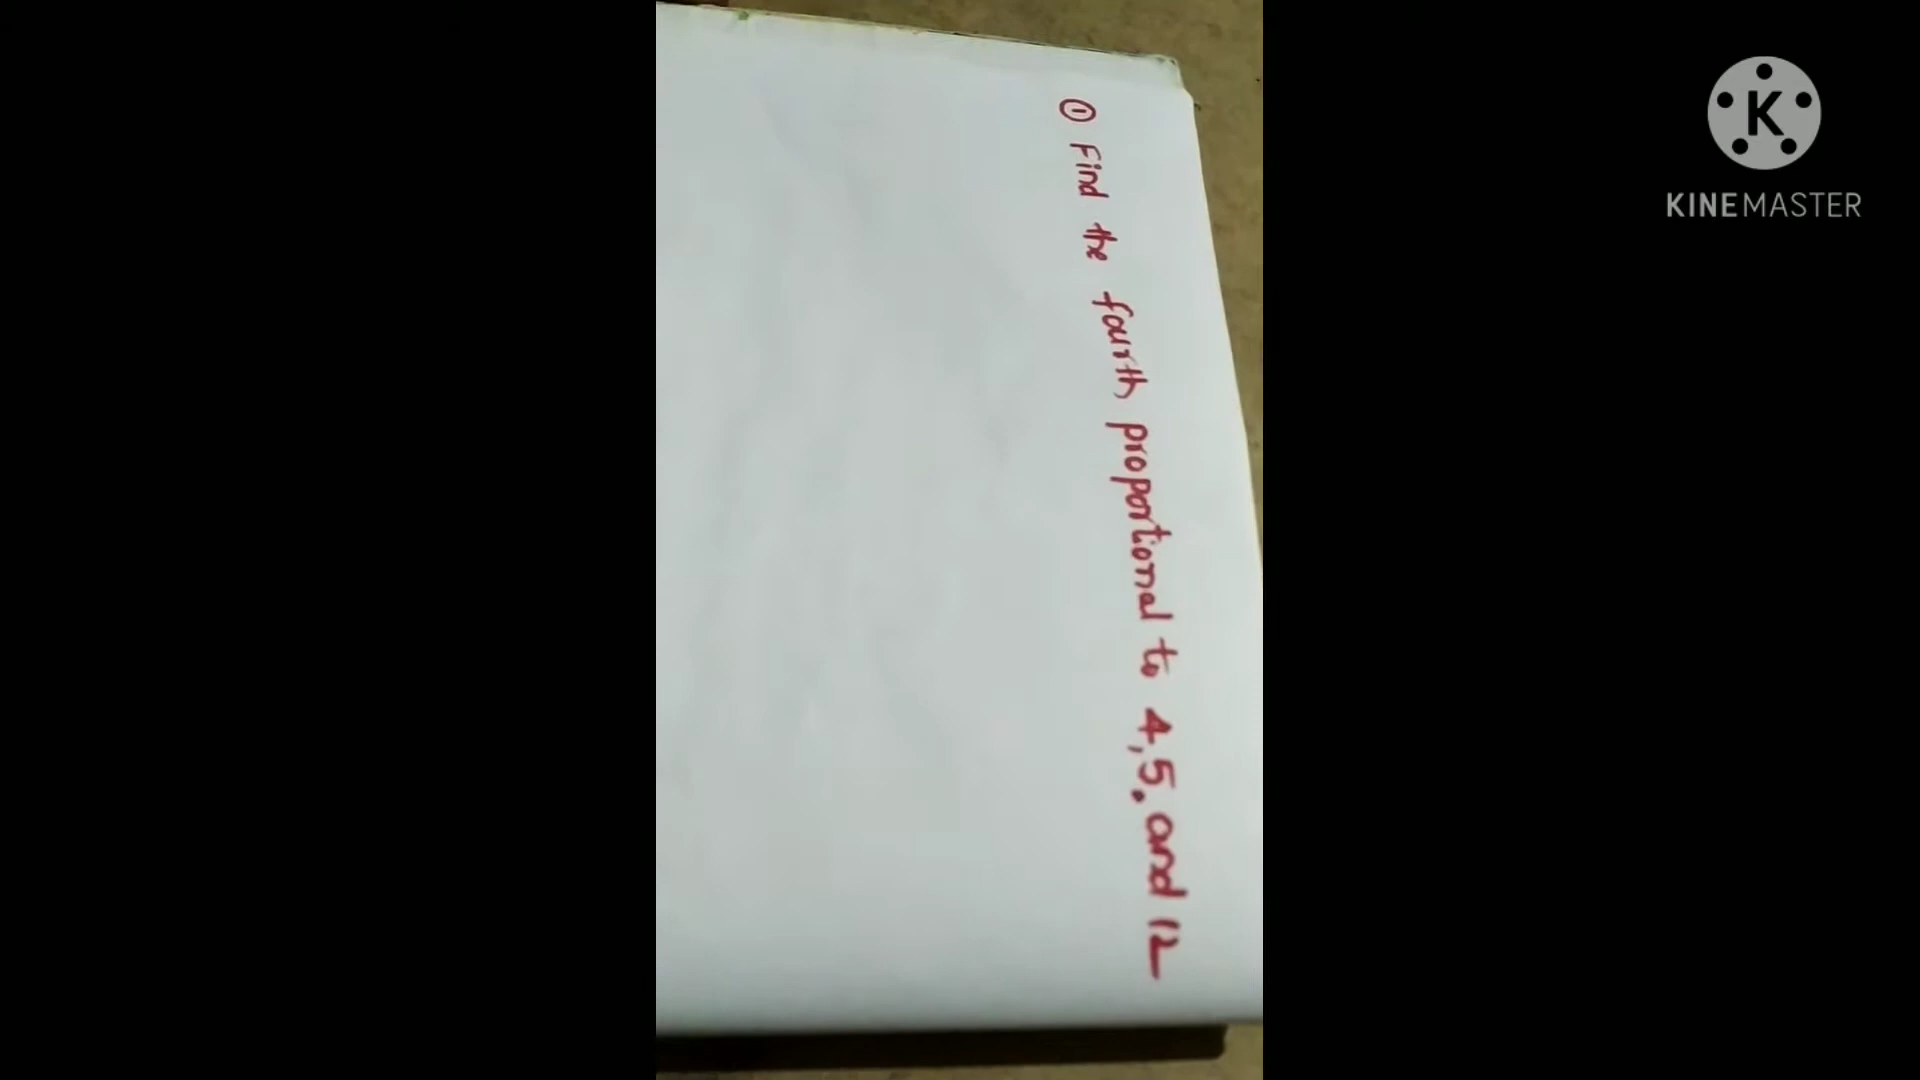 ① Find the fourth proportional to 4, 5. and 12
K
KINEMASTER